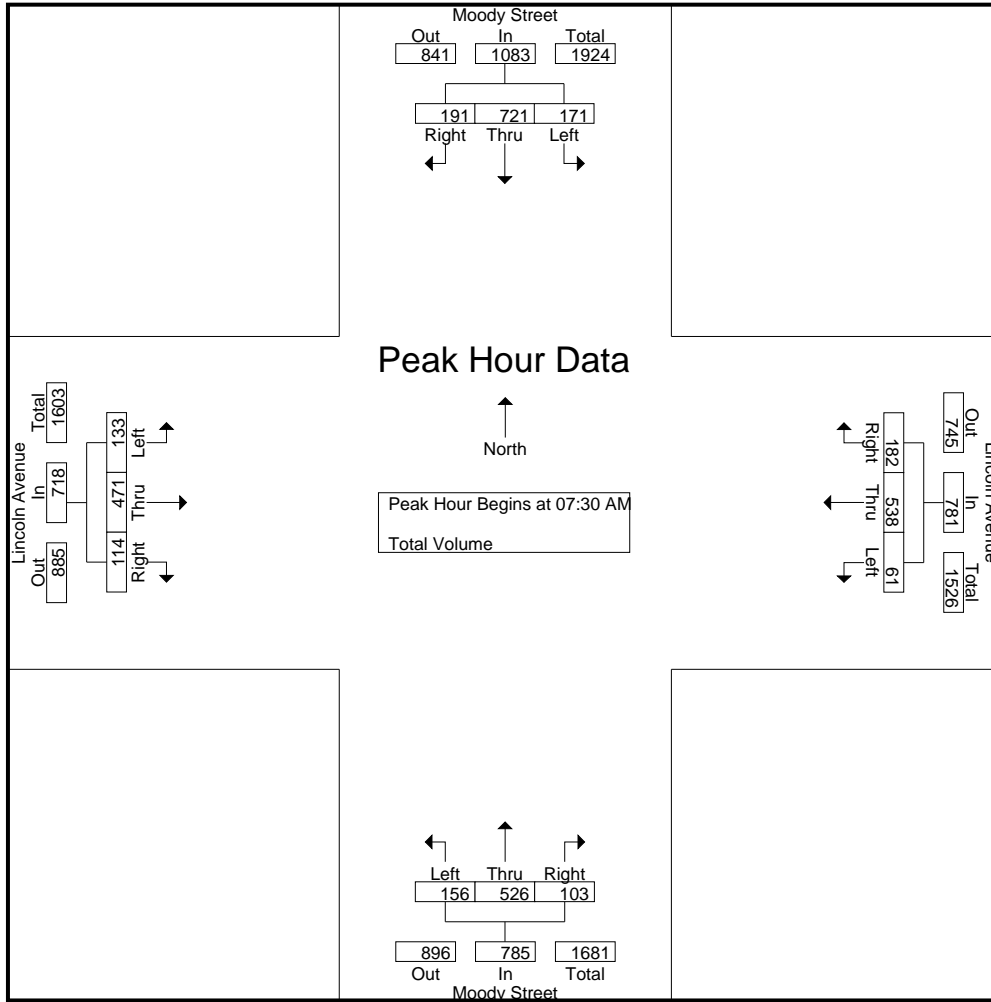 Moody Street
Out In Total
841 1083 1924
191 721 171
Right Thru Left
Peak Hour Data
North
Peak Hour Begins at 07:30 AM
Total Volume
Lincoln Avenue
Out In Total
885 718 1603
Right Thru Left
114 471 133
Lincoln Avenue
Out In Total
745 781 1526
182 538 61
Right Thru Left
Left Thru Right
156 526 103
896 785 1681
Out In Total
Moody Street